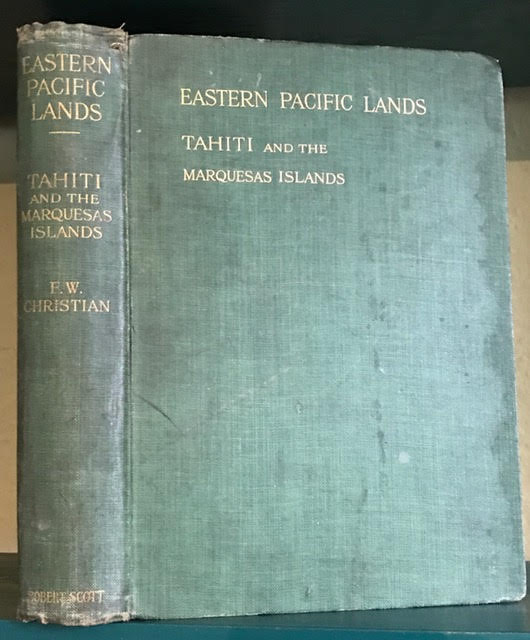 EASTERN
PACIFIC
LANDS
TAHITI
AND THE
MARQUESAS
ISLANDS
F. W.
CHRISTIAN
ROBERT SCOTT
EASTERN PACIFIC LANDS
TAHITI AND THE
MARQUESAS ISLANDS